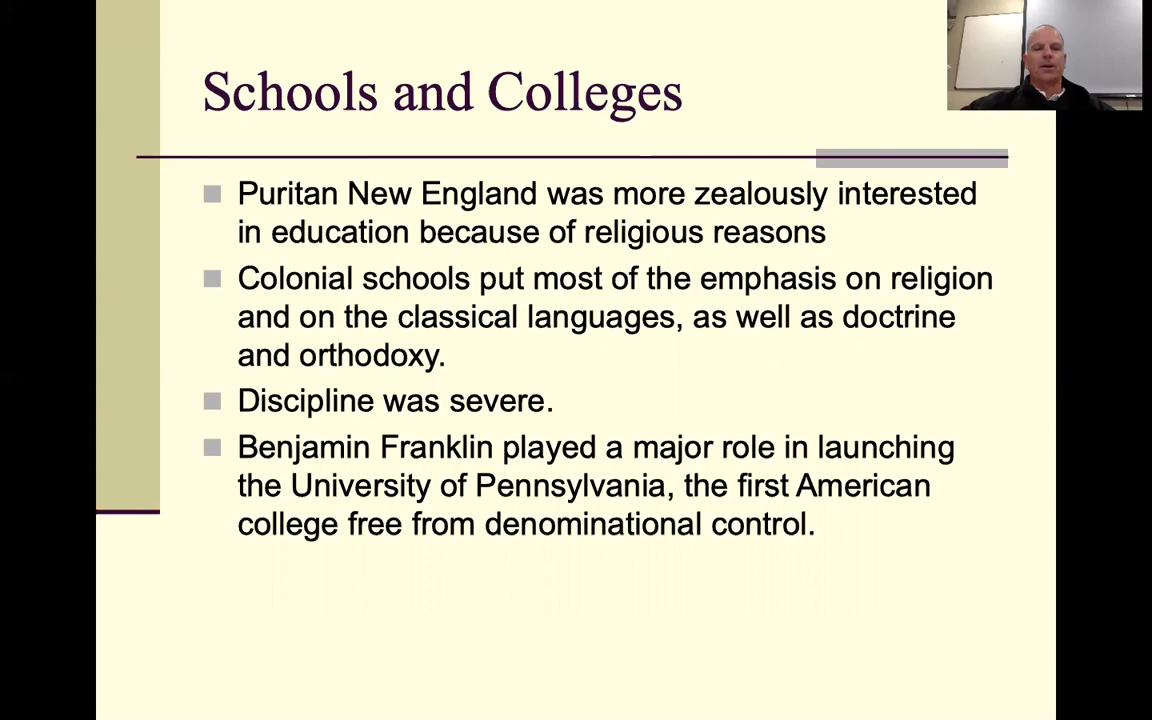 Schools and Colleges
Puritan New England was more zealously interested
in education because of religious reasons
Colonial schools put most of the emphasis on religion
and on the classical languages, as well as doctrine
and orthodoxy.
Discipline was severe.
Benjamin Franklin played a major role in launching
the University of Pennsylvania, the first American
college free from denominational control.